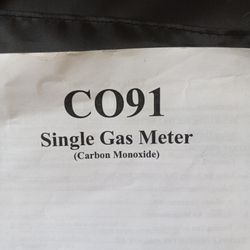 CO91
Single Gas Meter
(Carbon Monoxide)